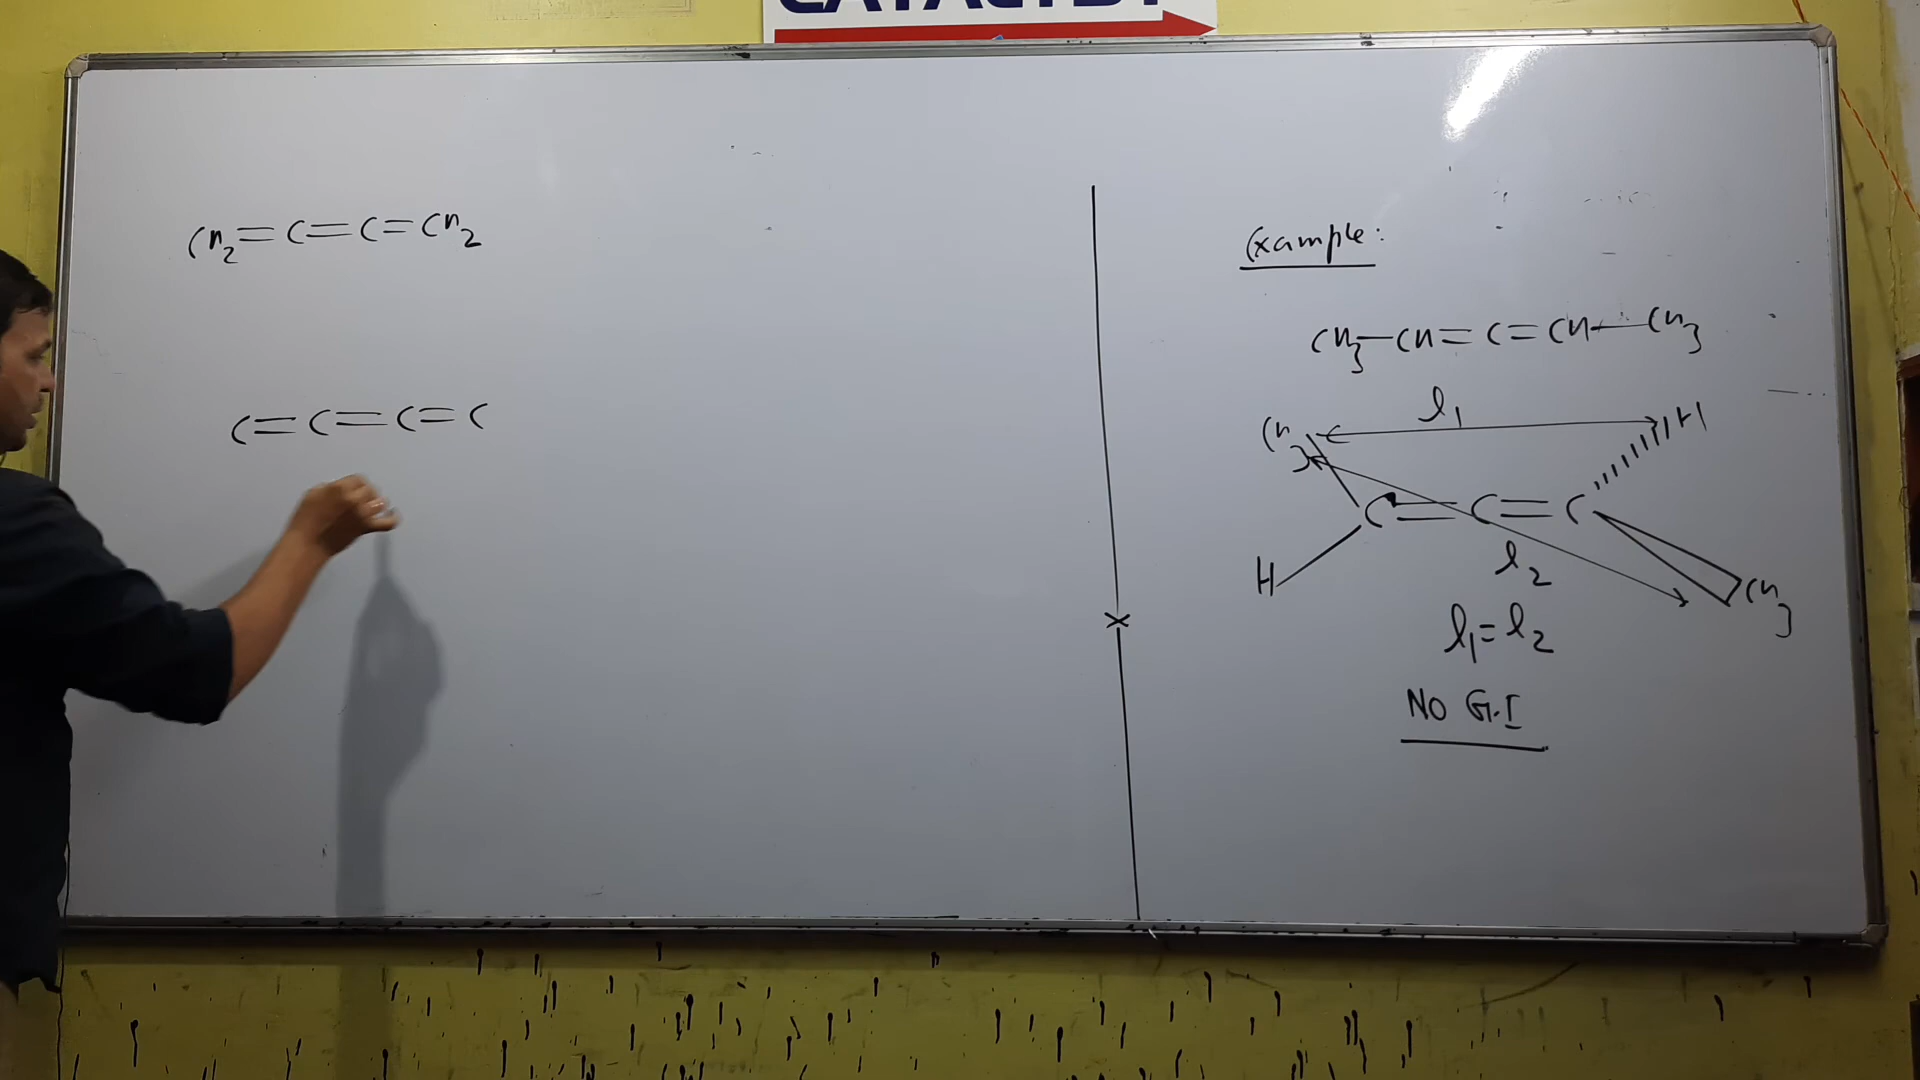 CH2=C=C=CH2
C=C=C=C
Example:
CH3-CH=C=CH-CH3
l1
CH3 H
C=C=C
l2
H CH3
l1=l2
NO G.I